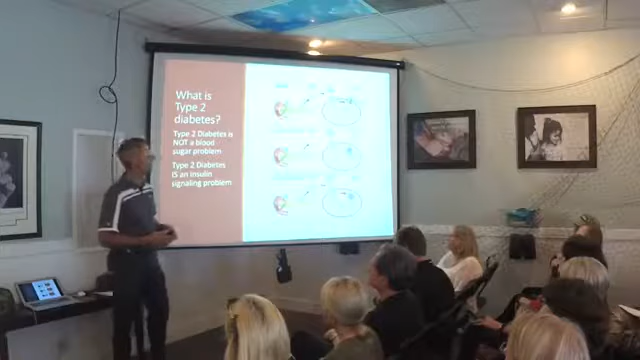 What is
Type 2
diabetes?
Type 2 Diabetes is
NOT a blood
sugar problem
Type 2 Diabetes
IS an insulin
signaling problem